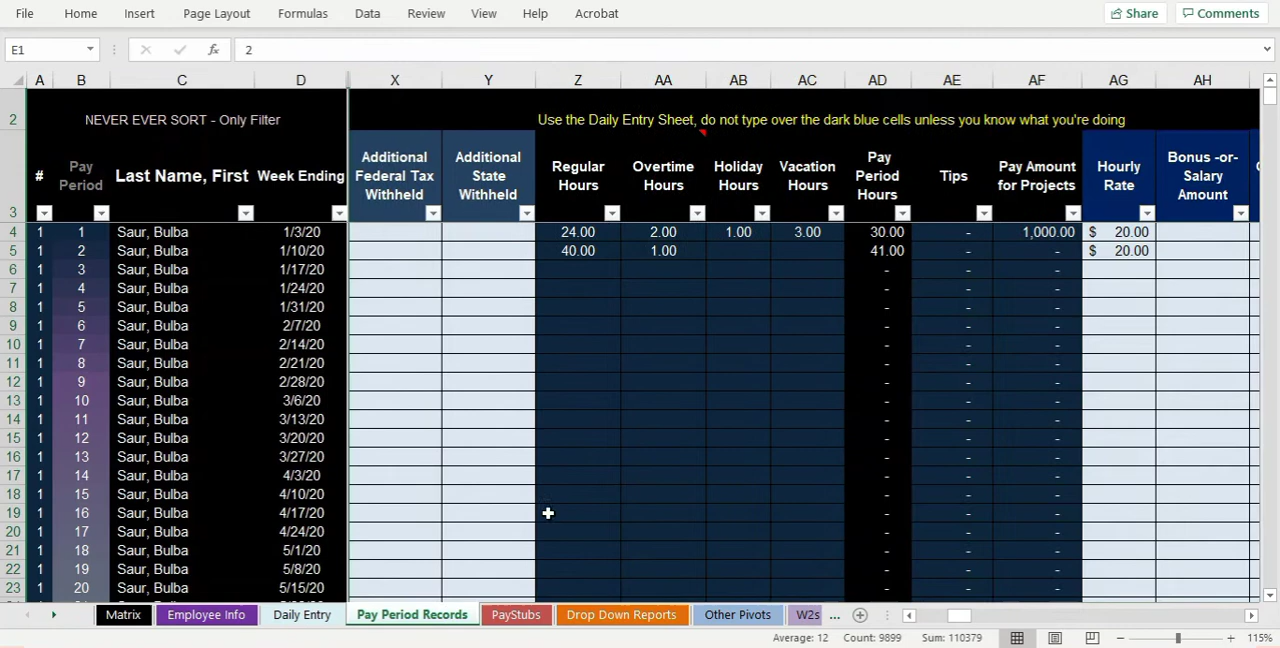 File Home Insert Page Layout Formulas Data Review View Help Acrobat Share Comments
E1 fx 2
A B C D X Y Z AA AB AC AD AE AF AG AH
2 NEVER EVER SORT - Only Filter Use the Daily Entry Sheet, do not type over the dark blue cells unless you know what you're doing
3 # Pay Period Last Name, First Week Ending Additional Federal Tax Withheld Additional State Withheld Regular Hours Overtime Hours Holiday Hours Vacation Hours Pay Period Hours Tips Pay Amount for Projects Hourly Rate Bonus -or- Salary Amount
4 1 1 Saur, Bulba 1/3/20 24.00 2.00 1.00 3.00 30.00 - 1,000.00 $ 20.00
5 1 2 Saur, Bulba 1/10/20 40.00 1.00 41.00 - - $ 20.00
6 1 3 Saur, Bulba 1/17/20 - - -
7 1 4 Saur, Bulba 1/24/20 - - -
8 1 5 Saur, Bulba 1/31/20 - - -
9 1 6 Saur, Bulba 2/7/20 - - -
10 1 7 Saur, Bulba 2/14/20 - - -
11 1 8 Saur, Bulba 2/21/20 - - -
12 1 9 Saur, Bulba 2/28/20 - - -
13 1 10 Saur, Bulba 3/6/20 - - -
14 1 11 Saur, Bulba 3/13/20 - - -
15 1 12 Saur, Bulba 3/20/20 - - -
16 1 13 Saur, Bulba 3/27/20 - - -
17 1 14 Saur, Bulba 4/3/20 - - -
18 1 15 Saur, Bulba 4/10/20 - - -
19 1 16 Saur, Bulba 4/17/20 - - -
20 1 17 Saur, Bulba 4/24/20 - - -
21 1 18 Saur, Bulba 5/1/20 - - -
22 1 19 Saur, Bulba 5/8/20 - - -
23 1 20 Saur, Bulba 5/15/20 - - -
Matrix Employee Info Daily Entry Pay Period Records PayStubs Drop Down Reports Other Pivots W2s ...
Average: 12 Count: 9899 Sum: 110379 115%